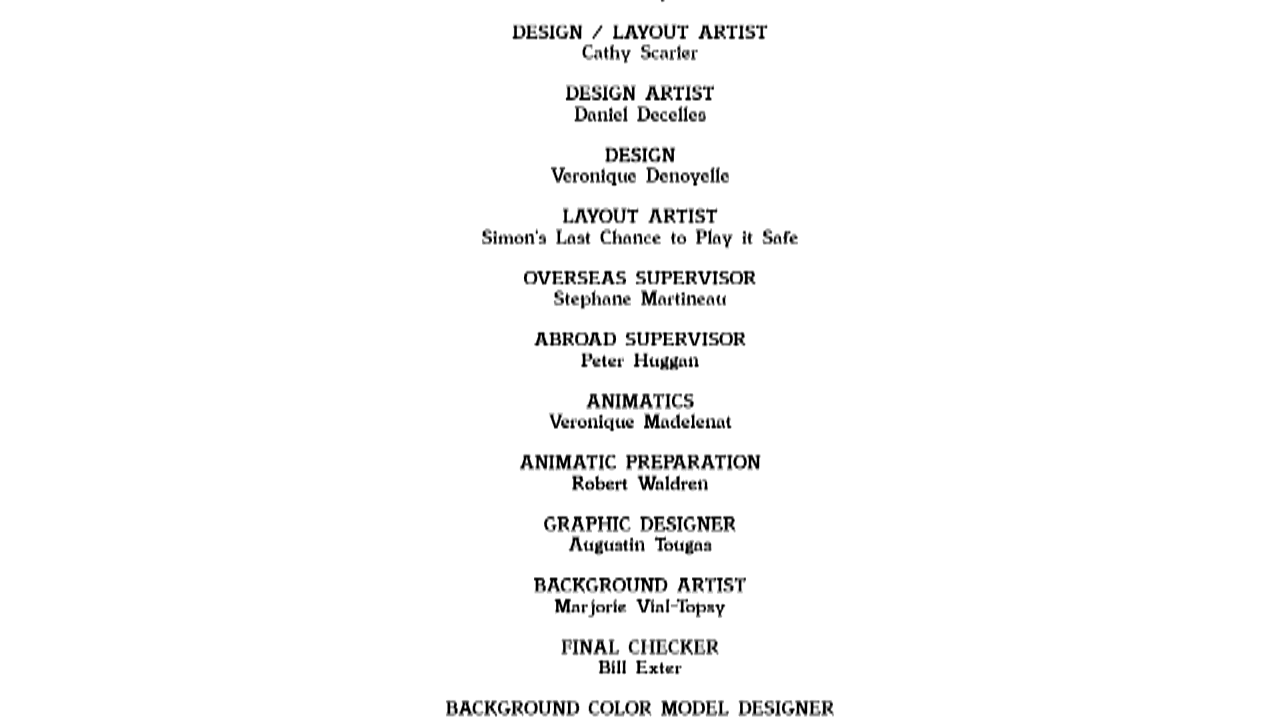 DESIGN / LAYOUT ARTIST
Cathy Scarler
DESIGN ARTIST
Daniel Decelles
DESIGN
Veronique Denoyelle
LAYOUT ARTIST
Simon's Last Chance to Play it Safe
OVERSEAS SUPERVISOR
Stephane Martineau
ABROAD SUPERVISOR
Peter Huggan
ANIMATICS
Veronique Madelenat
ANIMATIC PREPARATION
Robert Waldren
GRAPHIC DESIGNER
Augustin Tougas
BACKGROUND ARTIST
Marjorie Vial-Topsy
FINAL CHECKER
Bill Exter
BACKGROUND COLOR MODEL DESIGNER